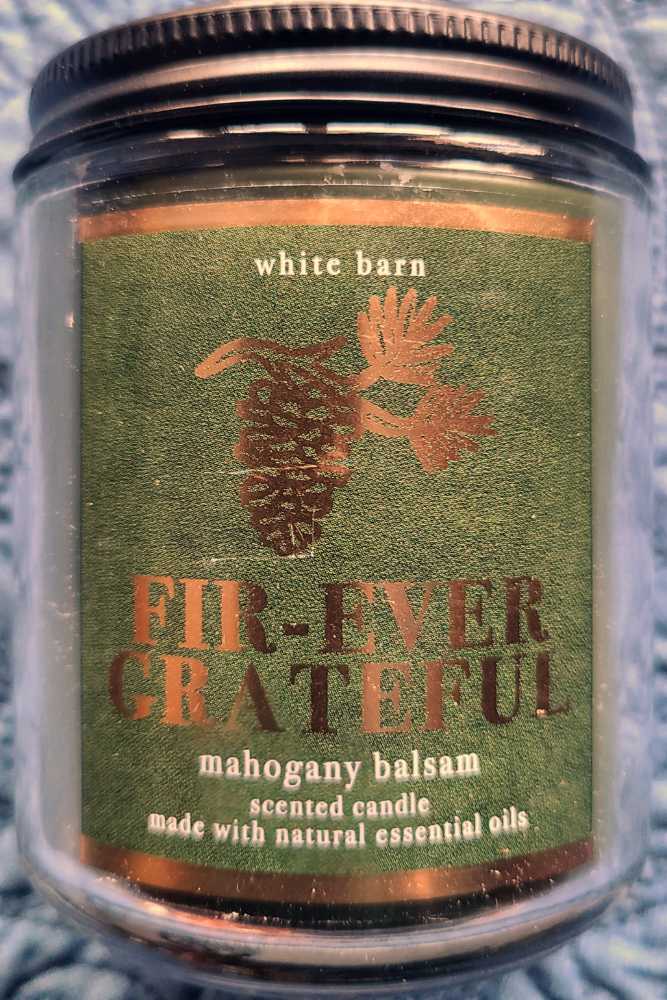 white barn
FIR-EVER
GRATEFUL
mahogany balsam
scented candle
made with natural essential oils